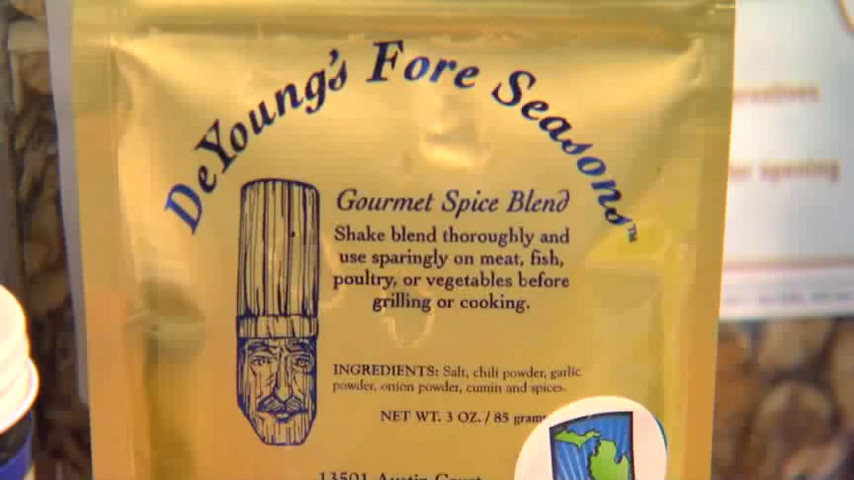 DeYoung's Fore Seasons™
Gourmet Spice Blend
Shake blend thoroughly and
use sparingly on meat, fish,
poultry, or vegetables before
grilling or cooking.
INGREDIENTS: Salt, chili powder, garlic
powder, onion powder, cumin and spices.
NET WT. 3 OZ. / 85 gram
13501 Austin Court
opening